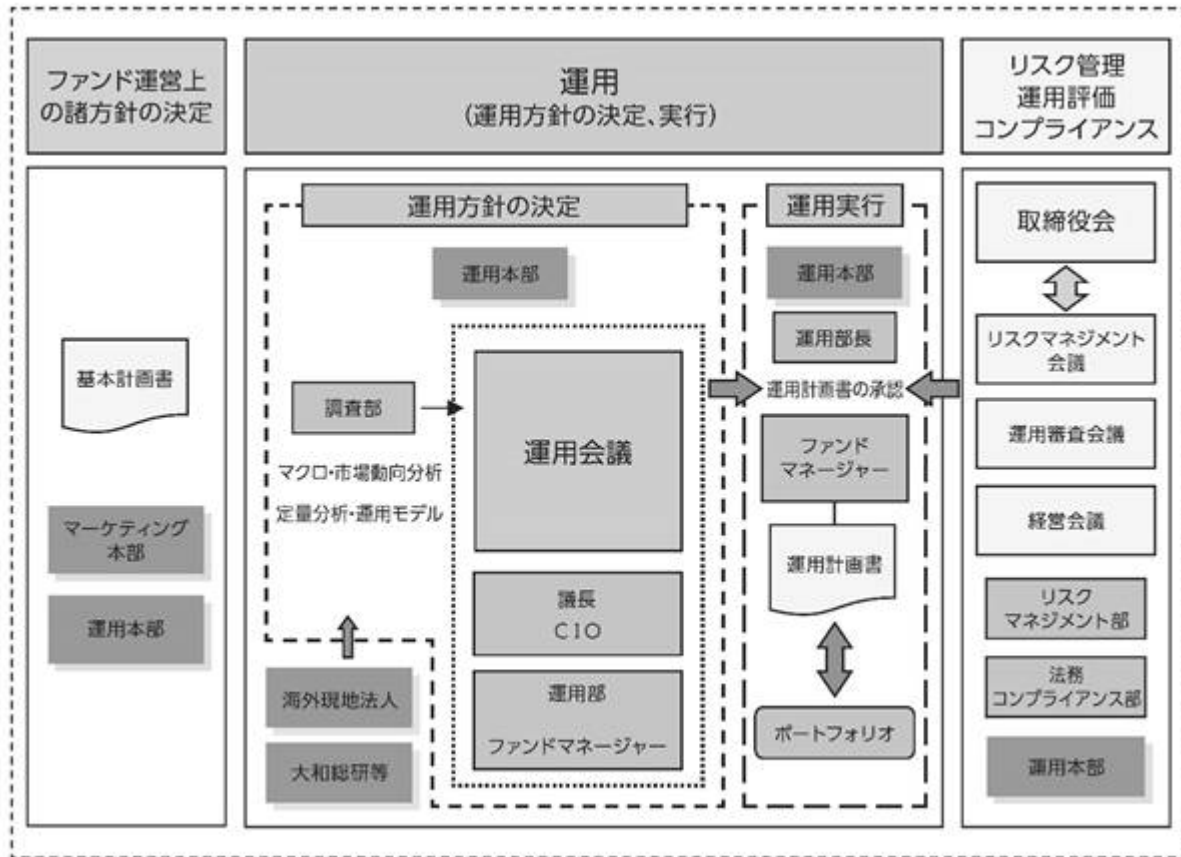 ファンド運営上
の諸方針の決定
運用
(運用方針の決定、実行)
リスク管理
運用評価
コンプライアンス
基本計画書
マーケティング
本部
運用本部
運用方針の決定
運用本部
調査部
マクロ・市場動向分析
定量分析・運用モデル
海外現地法人
大和総研等
運用会議
議長
CIO
運用部
ファンドマネージャー
運用実行
運用本部
運用部長
運用計画書の承認
ファンド
マネージャー
運用計画書
ポートフォリオ
取締役会
リスクマネジメント
会議
運用審査会議
経営会議
リスク
マネジメント部
法務
コンプライアンス部
運用本部